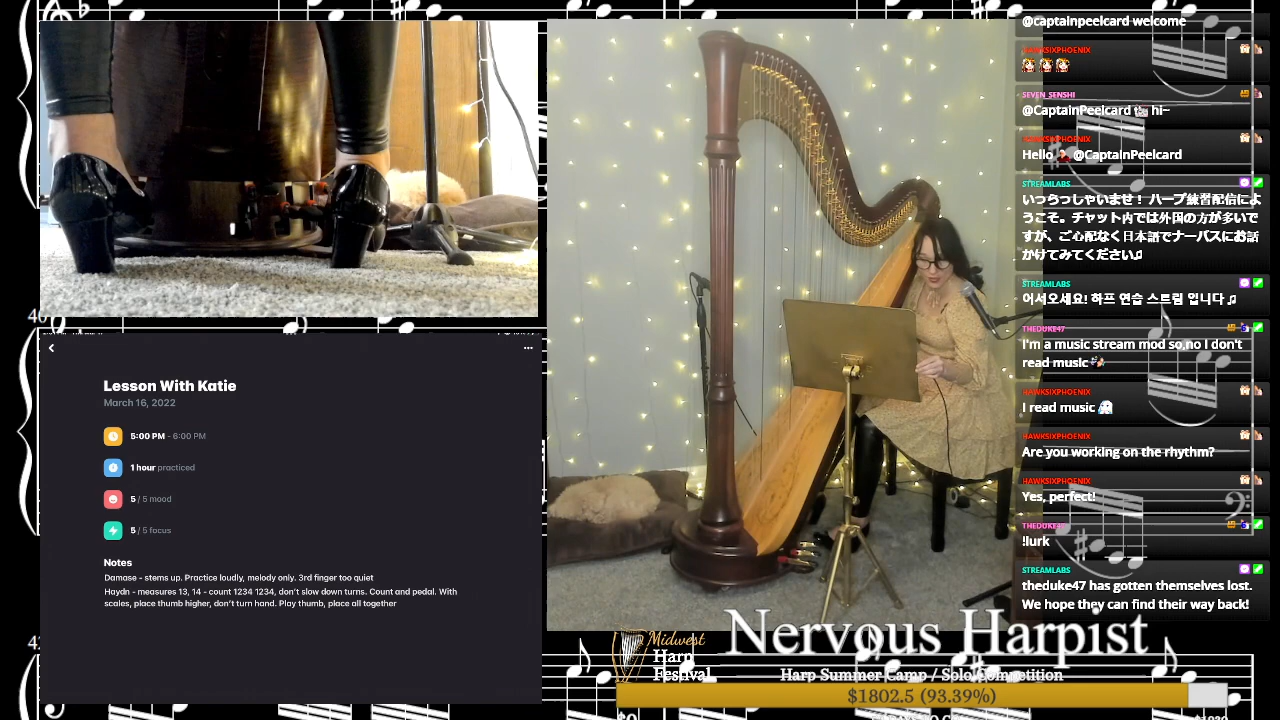 Lesson With Katie
March 16, 2022
5:00 PM - 6:00 PM
1 hour practiced
5 / 5 mood
5 / 5 focus
Notes
Damase - stems up. Practice loudly, melody only. 3rd finger too quiet
Haydn - measures 13, 14 - count 1234 1234, don't slow down turns. Count and pedal. With
scales, place thumb higher, don't turn hand. Play thumb, place all together
@captainpeelcard welcome
HAWKSIXPHOENIX
SEVEN_SENSHI
@CaptainPeelcard hi~
HAWKSIXPHOENIX
Hello @CaptainPeelcard
STREAMLABS
いらっしゃいませ！ ハープ練習配信によ
うこそ。チャット内では外国の方が多いで
すが、ご心配なく日本語でナーバスにお話
かけてみてください♫
STREAMLABS
어서오세요! 하프 연습 스트림 입니다 ♫
THEDUKE47
I'm a music stream mod so,no I don't
read music
HAWKSIXPHOENIX
I read music
HAWKSIXPHOENIX
Are you working on the rhythm?
HAWKSIXPHOENIX
Yes, perfect!
THEDUKE47
!lurk
STREAMLABS
theduke47 has gotten themselves lost.
We hope they can find their way back!
Nervous Harpist
Midwest
Harp
Festival
Harp Summer Camp / Solo Competition
$1802.5 (93.39%)